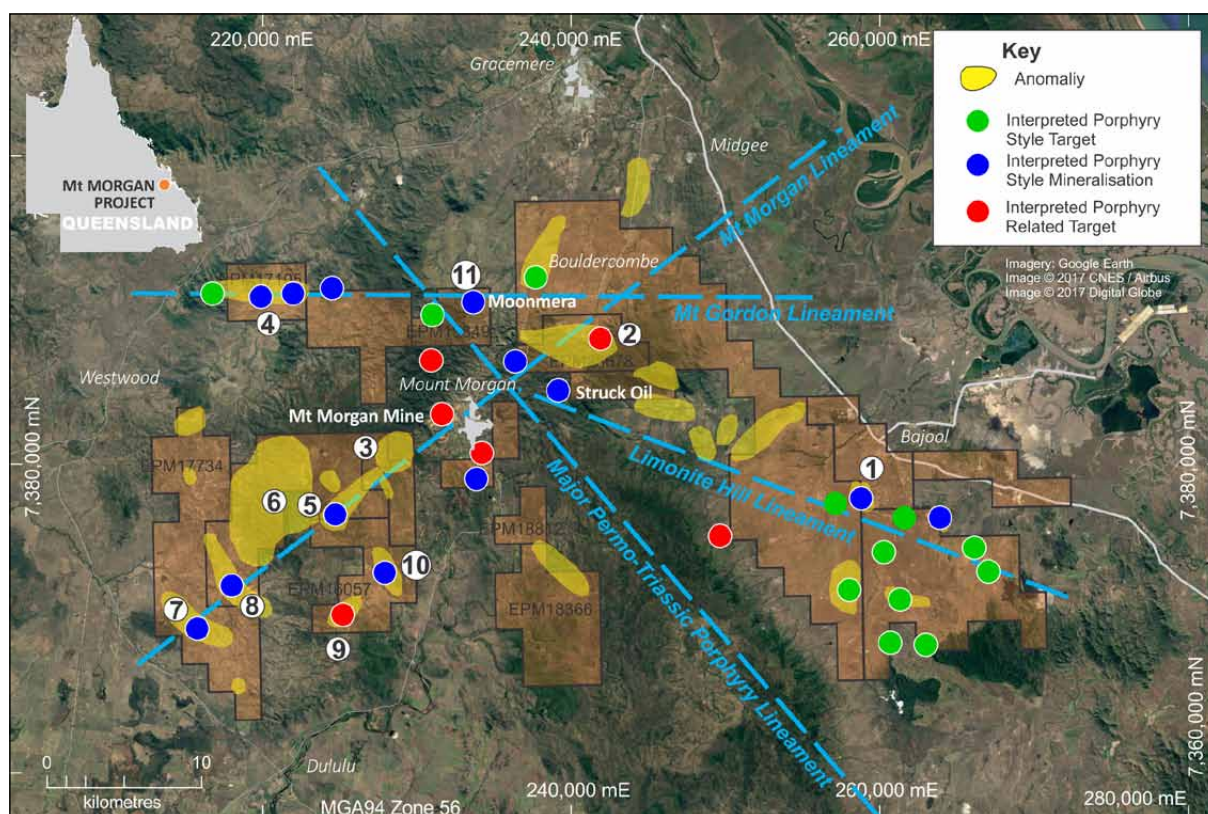 220,000 mE
240,000 mE
260,000 mE
Gracemere
Midgee
Mt MORGAN
PROJECT
QUEENSLAND
Key
Anomaliy
Interpreted Porphyry
Style Target
Interpreted Porphyry
Style Mineralisation
Interpreted Porphyry
Related Target
Imagery: Google Earth
Image © 2017 CNES / Airbus
Image © 2017 Digital Globe
Mt Morgan Lineament
Bouldercombe
EPM17105
11
Moonmera
Mt Gordon Lineament
4
2
Westwood
Mount Morgan
Struck Oil
Mt Morgan Mine
3
Bajool
7,380,000 mN
7,380,000 mN
EPM17734
Limonite Hill Lineament
1
6
5
Major Permo-Triassic Porphyry Lineament
EPM18812
10
EPM16057
EPM18366
7
8
9
7,360,000 mN
0
10
kilometres
Dululu
MGA94 Zone 56
240,000 mE
260,000 mE
280,000 mE